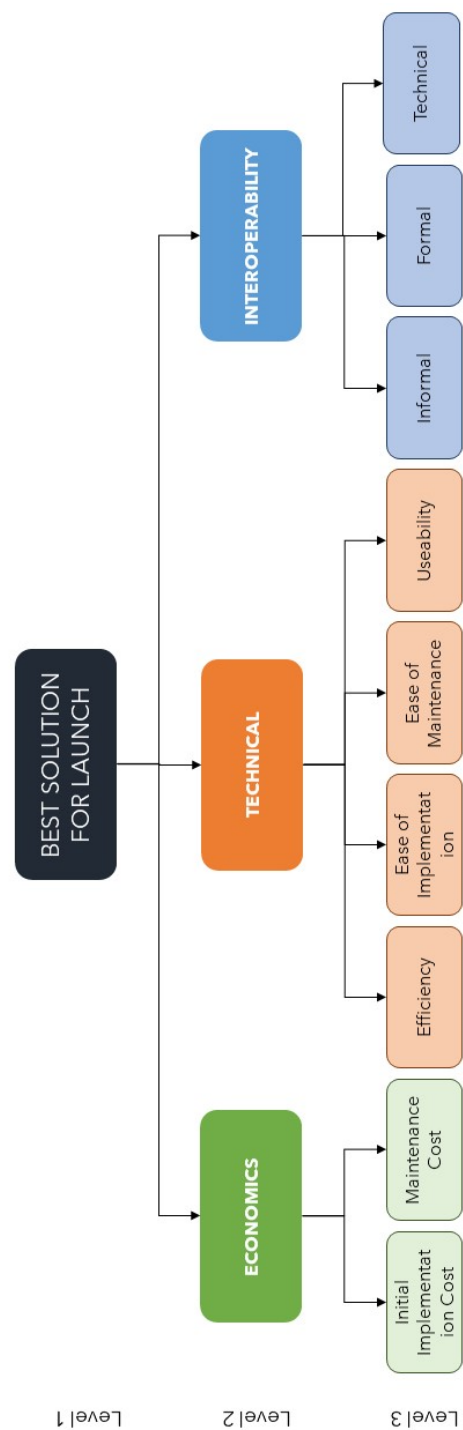 Level 1
BEST SOLUTION
FOR LAUNCH
Level 2
ECONOMICS
TECHNICAL
INTEROPERABILITY
Level 3
Initial
Implementat
ion Cost
Maintenance
Cost
Efficiency
Ease of
Implementat
ion
Ease of
Maintenance
Useability
Informal
Formal
Technical